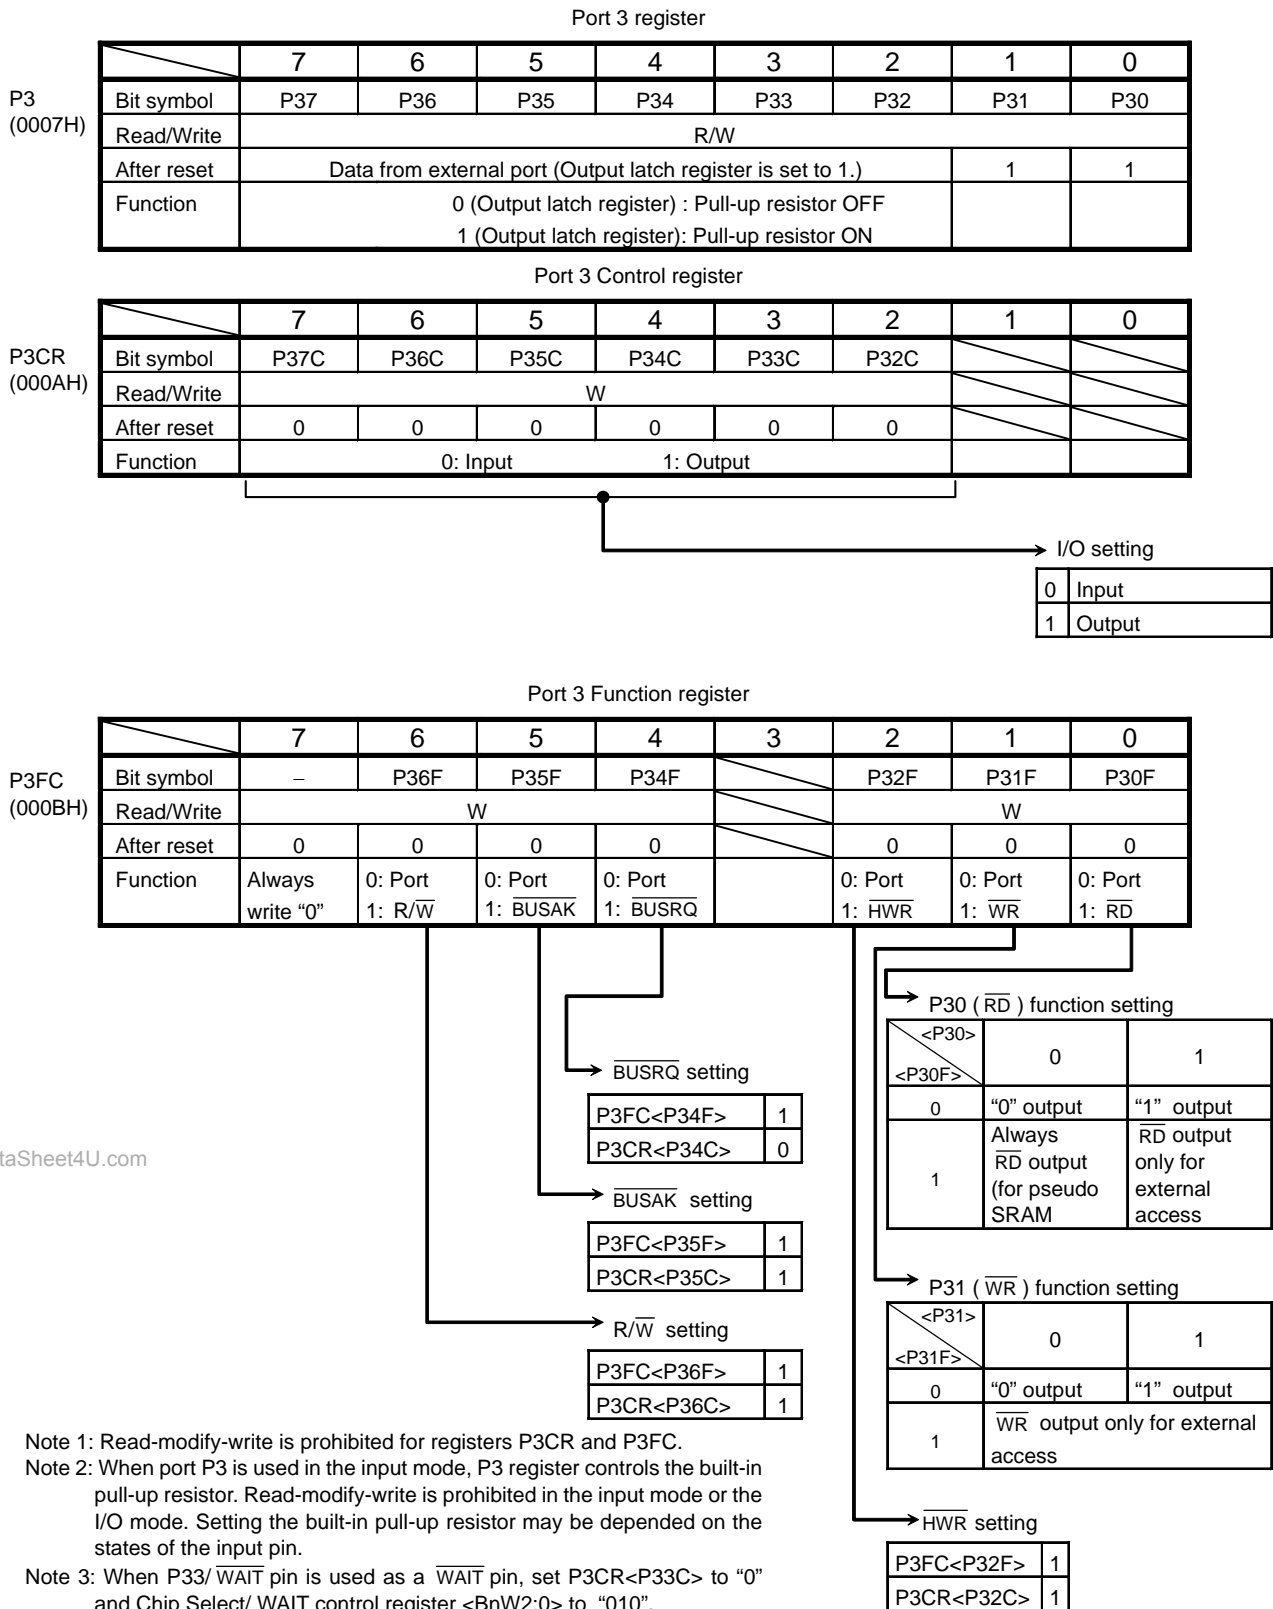 Port 3 register
7 6 5 4 3 2 1 0
P3 (0007H)
Bit symbol P37 P36 P35 P34 P33 P32 P31 P30
Read/Write R/W
After reset Data from external port (Output latch register is set to 1.) 1 1
Function 0 (Output latch register) : Pull-up resistor OFF
1 (Output latch register): Pull-up resistor ON
Port 3 Control register
7 6 5 4 3 2 1 0
P3CR (000AH)
Bit symbol P37C P36C P35C P34C P33C P32C
Read/Write W
After reset 0 0 0 0 0 0
Function 0: Input 1: Output
I/O setting
0 Input
1 Output
Port 3 Function register
7 6 5 4 3 2 1 0
P3FC (000BH)
Bit symbol – P36F P35F P34F P32F P31F P30F
Read/Write W W
After reset 0 0 0 0 0 0 0
Function Always 0: Port 0: Port 0: Port 0: Port 0: Port 0: Port
write “0” 1: R/W̅ 1: B̅U̅S̅A̅K̅ 1: B̅U̅S̅R̅Q̅ 1: H̅W̅R̅ 1: W̅R̅ 1: R̅D̅
P30 ( R̅D̅ ) function setting
<P30>
<P30F>
0 1
0 “0” output “1” output
1 Always R̅D̅ output (for pseudo SRAM
R̅D̅ output only for external access
B̅U̅S̅R̅Q̅ setting
P3FC<P34F> 1
P3CR<P34C> 0
taSheet4U.com
B̅U̅S̅A̅K̅ setting
P3FC<P35F> 1
P3CR<P35C> 1
P31 ( W̅R̅ ) function setting
<P31>
<P31F>
0 1
0 “0” output “1” output
1 W̅R̅ output only for external access
R/W̅ setting
P3FC<P36F> 1
P3CR<P36C> 1
Note 1: Read-modify-write is prohibited for registers P3CR and P3FC.
Note 2: When port P3 is used in the input mode, P3 register controls the built-in
pull-up resistor. Read-modify-write is prohibited in the input mode or the
I/O mode. Setting the built-in pull-up resistor may be depended on the
states of the input pin.
Note 3: When P33/ W̅A̅I̅T̅ pin is used as a W̅A̅I̅T̅ pin, set P3CR<P33C> to “0”
and Chip Select/ WAIT control register <BnW2:0> to “010”.
H̅W̅R̅ setting
P3FC<P32F> 1
P3CR<P32C> 1